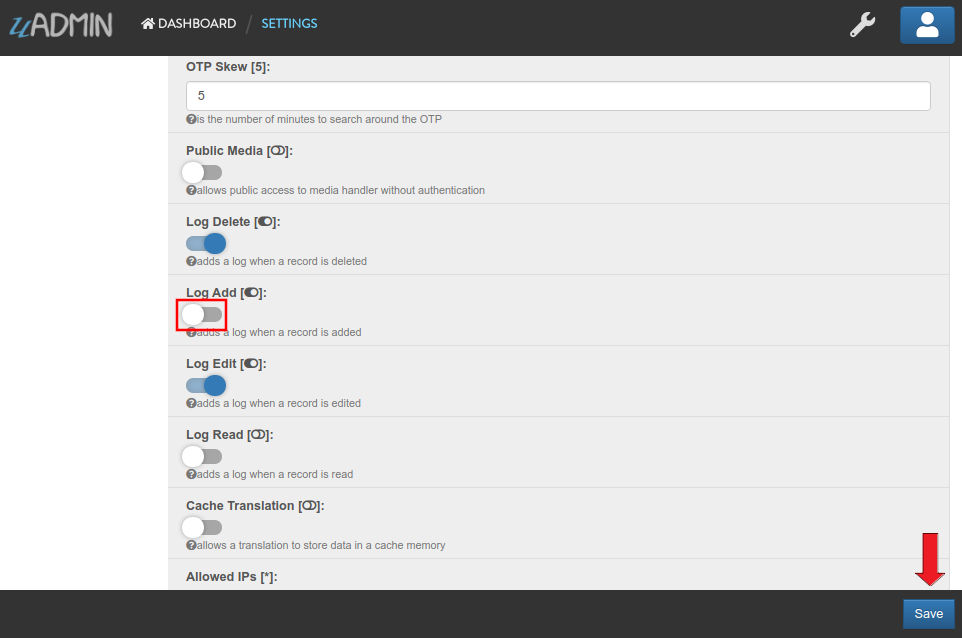 uADMIN DASHBOARD / SETTINGS
OTP Skew [5]:
5
is the number of minutes to search around the OTP
Public Media []:
allows public access to media handler without authentication
Log Delete []:
adds a log when a record is deleted
Log Add []:
adds a log when a record is added
Log Edit []:
adds a log when a record is edited
Log Read []:
adds a log when a record is read
Cache Translation []:
allows a translation to store data in a cache memory
Allowed IPs [*]:
Save